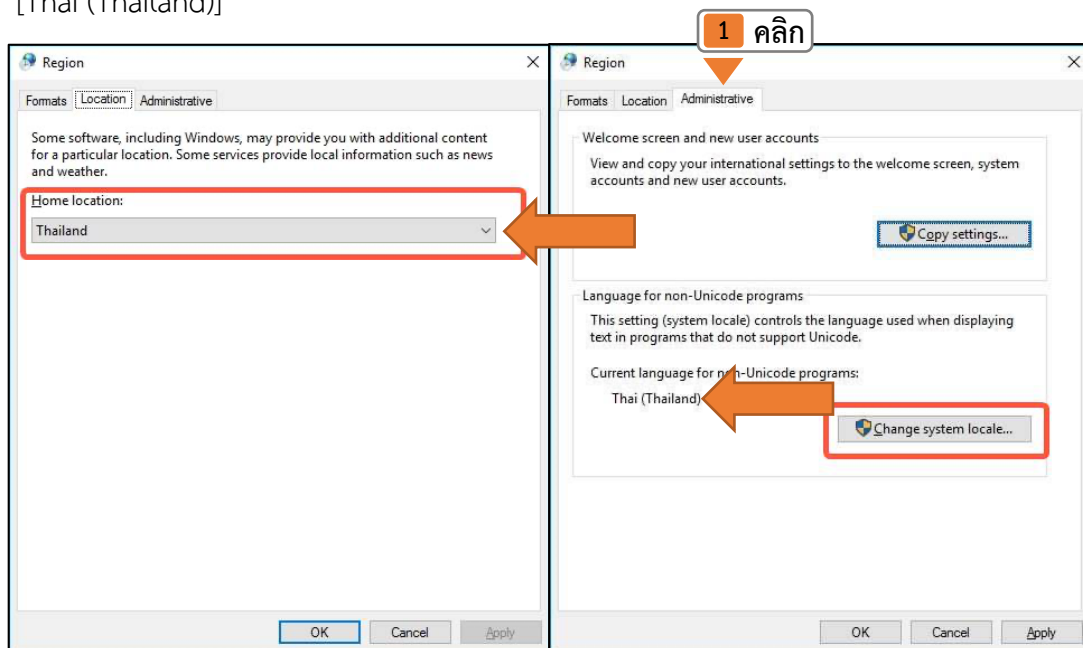 [Thai (Thailand)]
1 คลิก
Region
Formats Location Administrative
Some software, including Windows, may provide you with additional content
for a particular location. Some services provide local information such as news
and weather.
Home location:
Thailand
OK Cancel Apply
Region
Formats Location Administrative
Welcome screen and new user accounts
View and copy your international settings to the welcome screen, system
accounts and new user accounts.
Copy settings...
Language for non-Unicode programs
This setting (system locale) controls the language used when displaying
text in programs that do not support Unicode.
Current language for non-Unicode programs:
Thai (Thailand)
Change system locale...
OK Cancel Apply